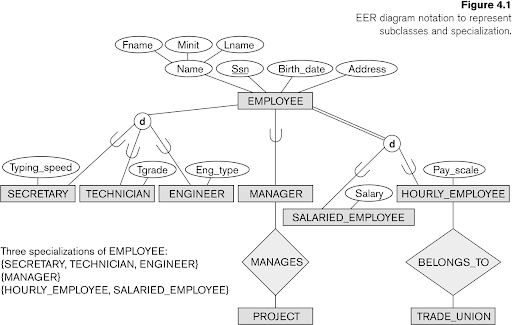 Figure 4.1
EER diagram notation to represent
subclasses and specialization.
Fname Minit Lname
Name Ssn Birth_date Address
EMPLOYEE
d
d
Typing_speed Tgrade Eng_type Pay_scale
SECRETARY TECHNICIAN ENGINEER MANAGER HOURLY_EMPLOYEE
Salary
SALARIED_EMPLOYEE
Three specializations of EMPLOYEE:
{SECRETARY, TECHNICIAN, ENGINEER}
{MANAGER}
{HOURLY_EMPLOYEE, SALARIED_EMPLOYEE}
MANAGES BELONGS_TO
PROJECT TRADE_UNION